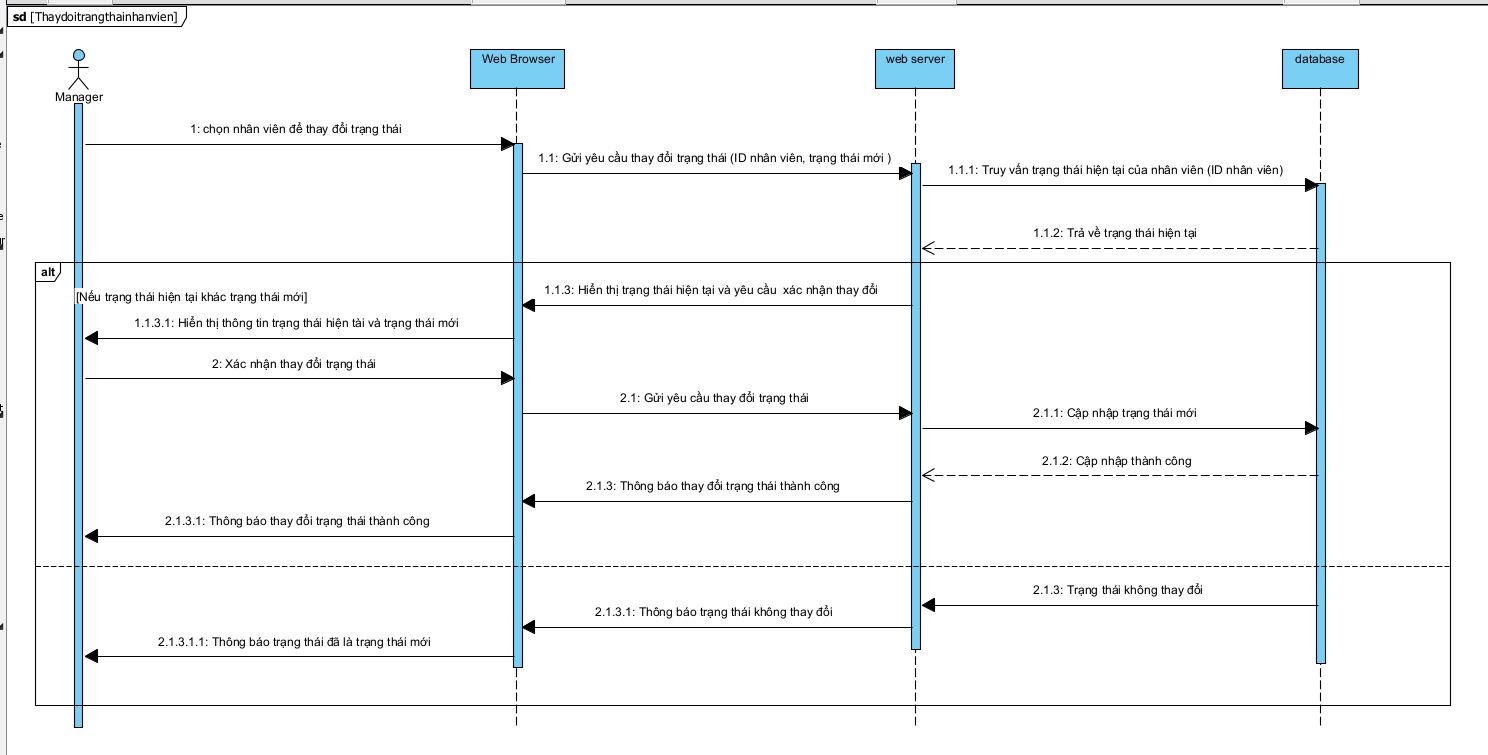 sd [Thaydoitrangthainhanvien]
Manager
Web Browser
web server
database
1: chọn nhân viên để thay đổi trạng thái
1.1: Gửi yêu cầu thay đổi trạng thái (ID nhân viên, trạng thái mới )
1.1.1: Truy vấn trạng thái hiện tại của nhân viên (ID nhân viên)
1.1.2: Trả về trạng thái hiện tại
alt
[Nếu trạng thái hiện tại khác trạng thái mới]
1.1.3: Hiển thị trạng thái hiện tại và yêu cầu xác nhận thay đổi
1.1.3.1: Hiển thị thông tin trạng thái hiện tài và trạng thái mới
2: Xác nhận thay đổi trạng thái
2.1: Gửi yêu cầu thay đổi trạng thái
2.1.1: Cập nhập trạng thái mới
2.1.2: Cập nhập thành công
2.1.3: Thông báo thay đổi trạng thái thành công
2.1.3.1: Thông báo thay đổi trạng thái thành công
2.1.3: Trạng thái không thay đổi
2.1.3.1: Thông báo trạng thái không thay đổi
2.1.3.1.1: Thông báo trạng thái đã là trạng thái mới